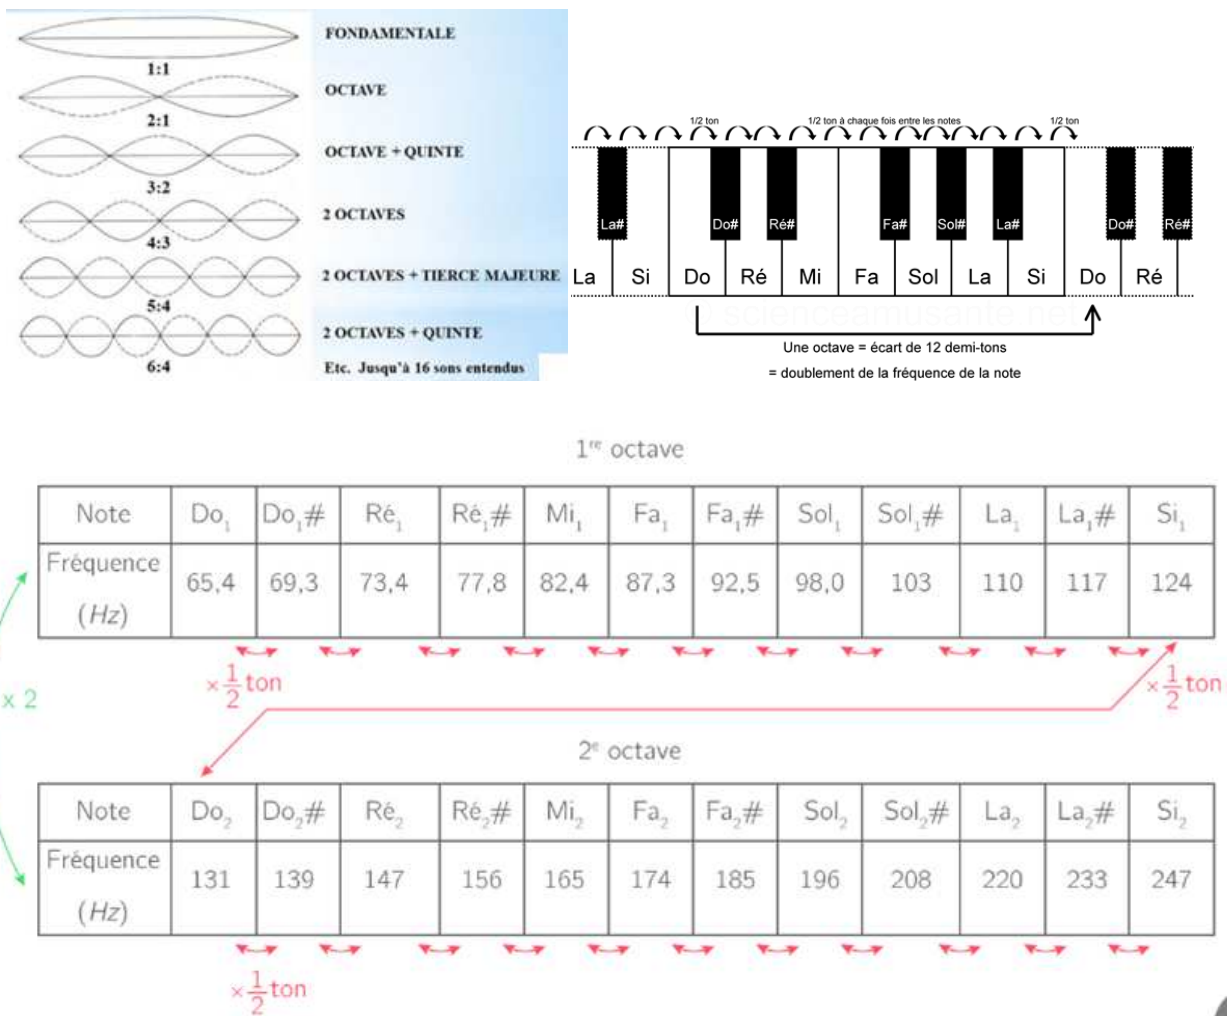 FONDAMENTALE
1:1
OCTAVE
2:1
OCTAVE + QUINTE
3:2
2 OCTAVES
4:3
2 OCTAVES + TIERCE MAJEURE
5:4
2 OCTAVES + QUINTE
6:4
Etc. Jusqu'à 16 sons entendus
1/2 ton 1/2 ton à chaque fois entre les notes 1/2 ton
La# Do# Ré# Fa# Sol# La# Do# Ré#
La Si Do Ré Mi Fa Sol La Si Do Ré
© scienceamusante.net
Une octave = écart de 12 demi-tons
= doublement de la fréquence de la note
1re octave
Note Do1 Do1# Ré1 Ré1# Mi1 Fa1 Fa1# Sol1 Sol1# La1 La1# Si1
Fréquence (Hz) 65,4 69,3 73,4 77,8 82,4 87,3 92,5 98,0 103 110 117 124
× 1/2 ton × 1/2 ton
x 2
2e octave
Note Do2 Do2# Ré2 Ré2# Mi2 Fa2 Fa2# Sol2 Sol2# La2 La2# Si2
Fréquence (Hz) 131 139 147 156 165 174 185 196 208 220 233 247
× 1/2 ton